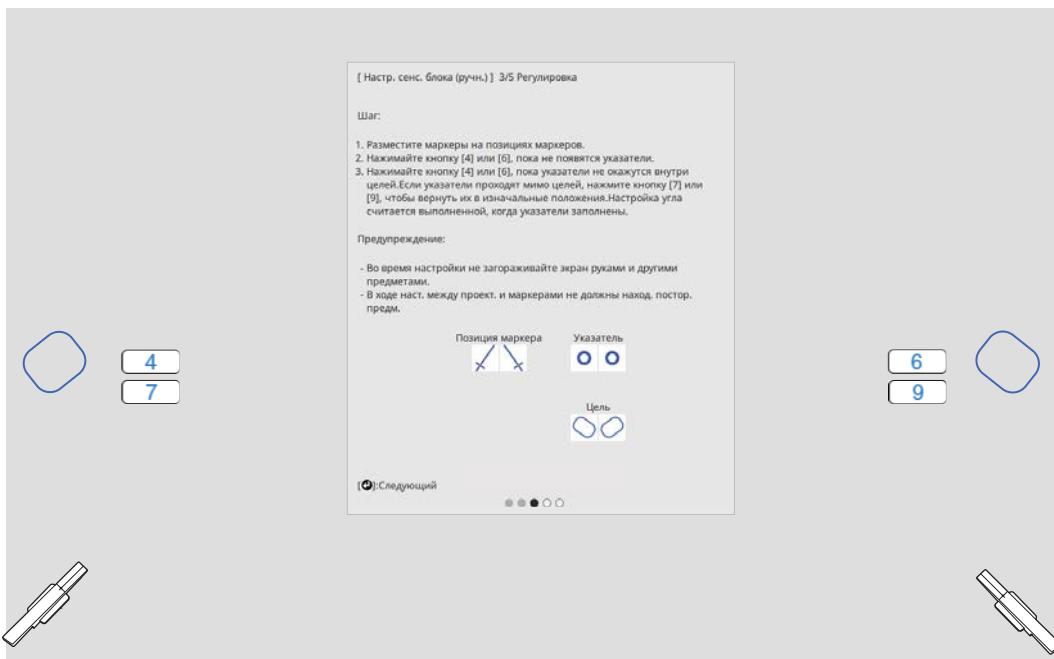 [ Настр. сенс. блока (ручн.) ] 3/5 Регулировка
Шаг:
1. Разместите маркеры на позициях маркеров.
2. Нажимайте кнопку [4] или [6], пока не появятся указатели.
3. Нажимайте кнопку [4] или [6], пока указатели не окажутся внутри
целей.Если указатели проходят мимо целей, нажмите кнопку [7] или
[9], чтобы вернуть их в изначальные положения.Настройка угла
считается выполненной, когда указатели заполнены.
Предупреждение:
- Во время настройки не загораживайте экран руками и другими
предметами.
- В ходе наст. между проект. и маркерами не должны наход. постор.
предм.
Позиция маркера Указатель
4 6
7 9
Цель
[ ]:Следующий